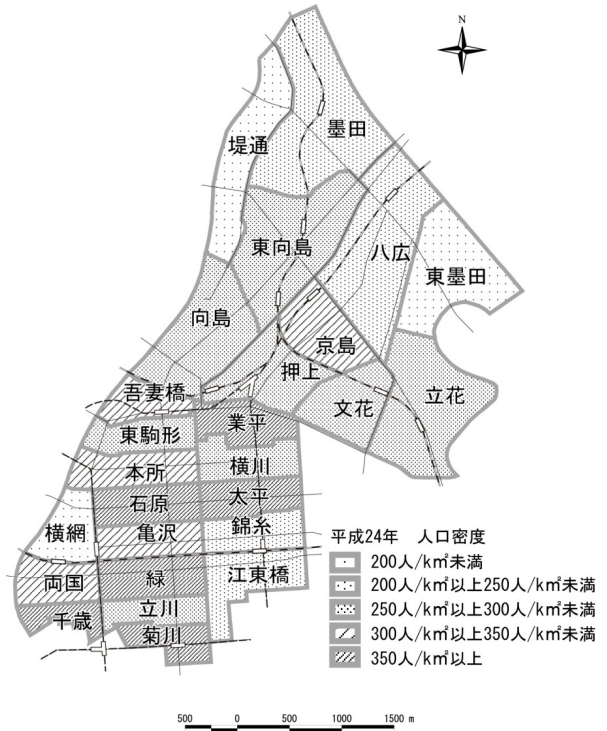 墨田
堤通
東向島
八広
東墨田
向島
京島
押上
吾妻橋
立花
文花
業平
東駒形
横川
本所
太平
石原
錦糸
横網
亀沢
江東橋
両国
緑
立川
千歳
菊川
平成24年 人口密度
200人/k㎡未満
200人/k㎡以上250人/k㎡未満
250人/k㎡以上300人/k㎡未満
300人/k㎡以上350人/k㎡未満
350人/k㎡以上
500 0 500 1000 1500 m